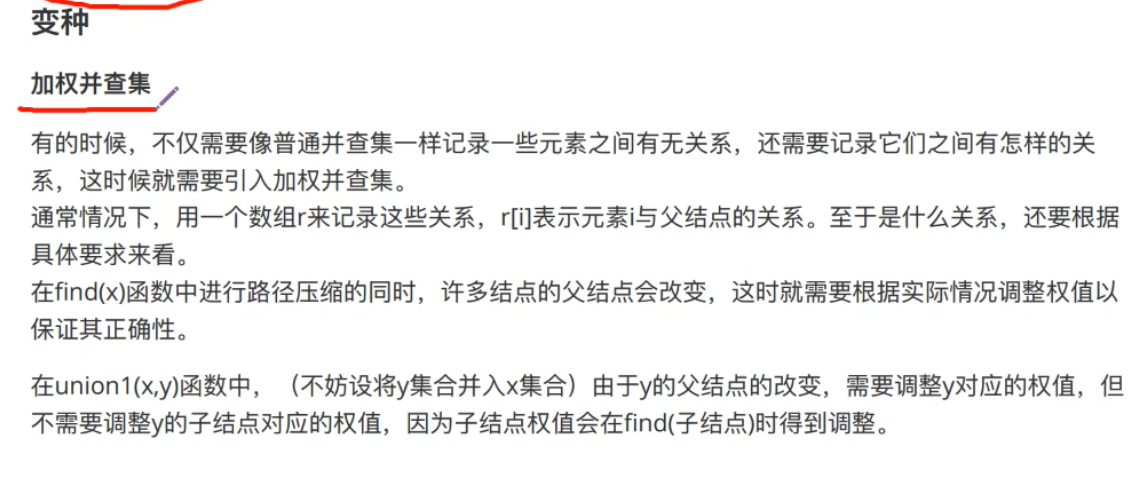 变种
加权并查集
有的时候，不仅需要像普通并查集一样记录一些元素之间有无关系，还需要记录它们之间有怎样的关
系，这时候就需要引入加权并查集。
通常情况下，用一个数组r来记录这些关系，r[i]表示元素i与父结点的关系。至于是什么关系，还要根据
具体要求来看。
在find(x)函数中进行路径压缩的同时，许多结点的父结点会改变，这时就需要根据实际情况调整权值以
保证其正确性。
在union1(x,y)函数中，（不妨设将y集合并入x集合）由于y的父结点的改变，需要调整y对应的权值，但
不需要调整y的子结点对应的权值，因为子结点权值会在find(子结点)时得到调整。